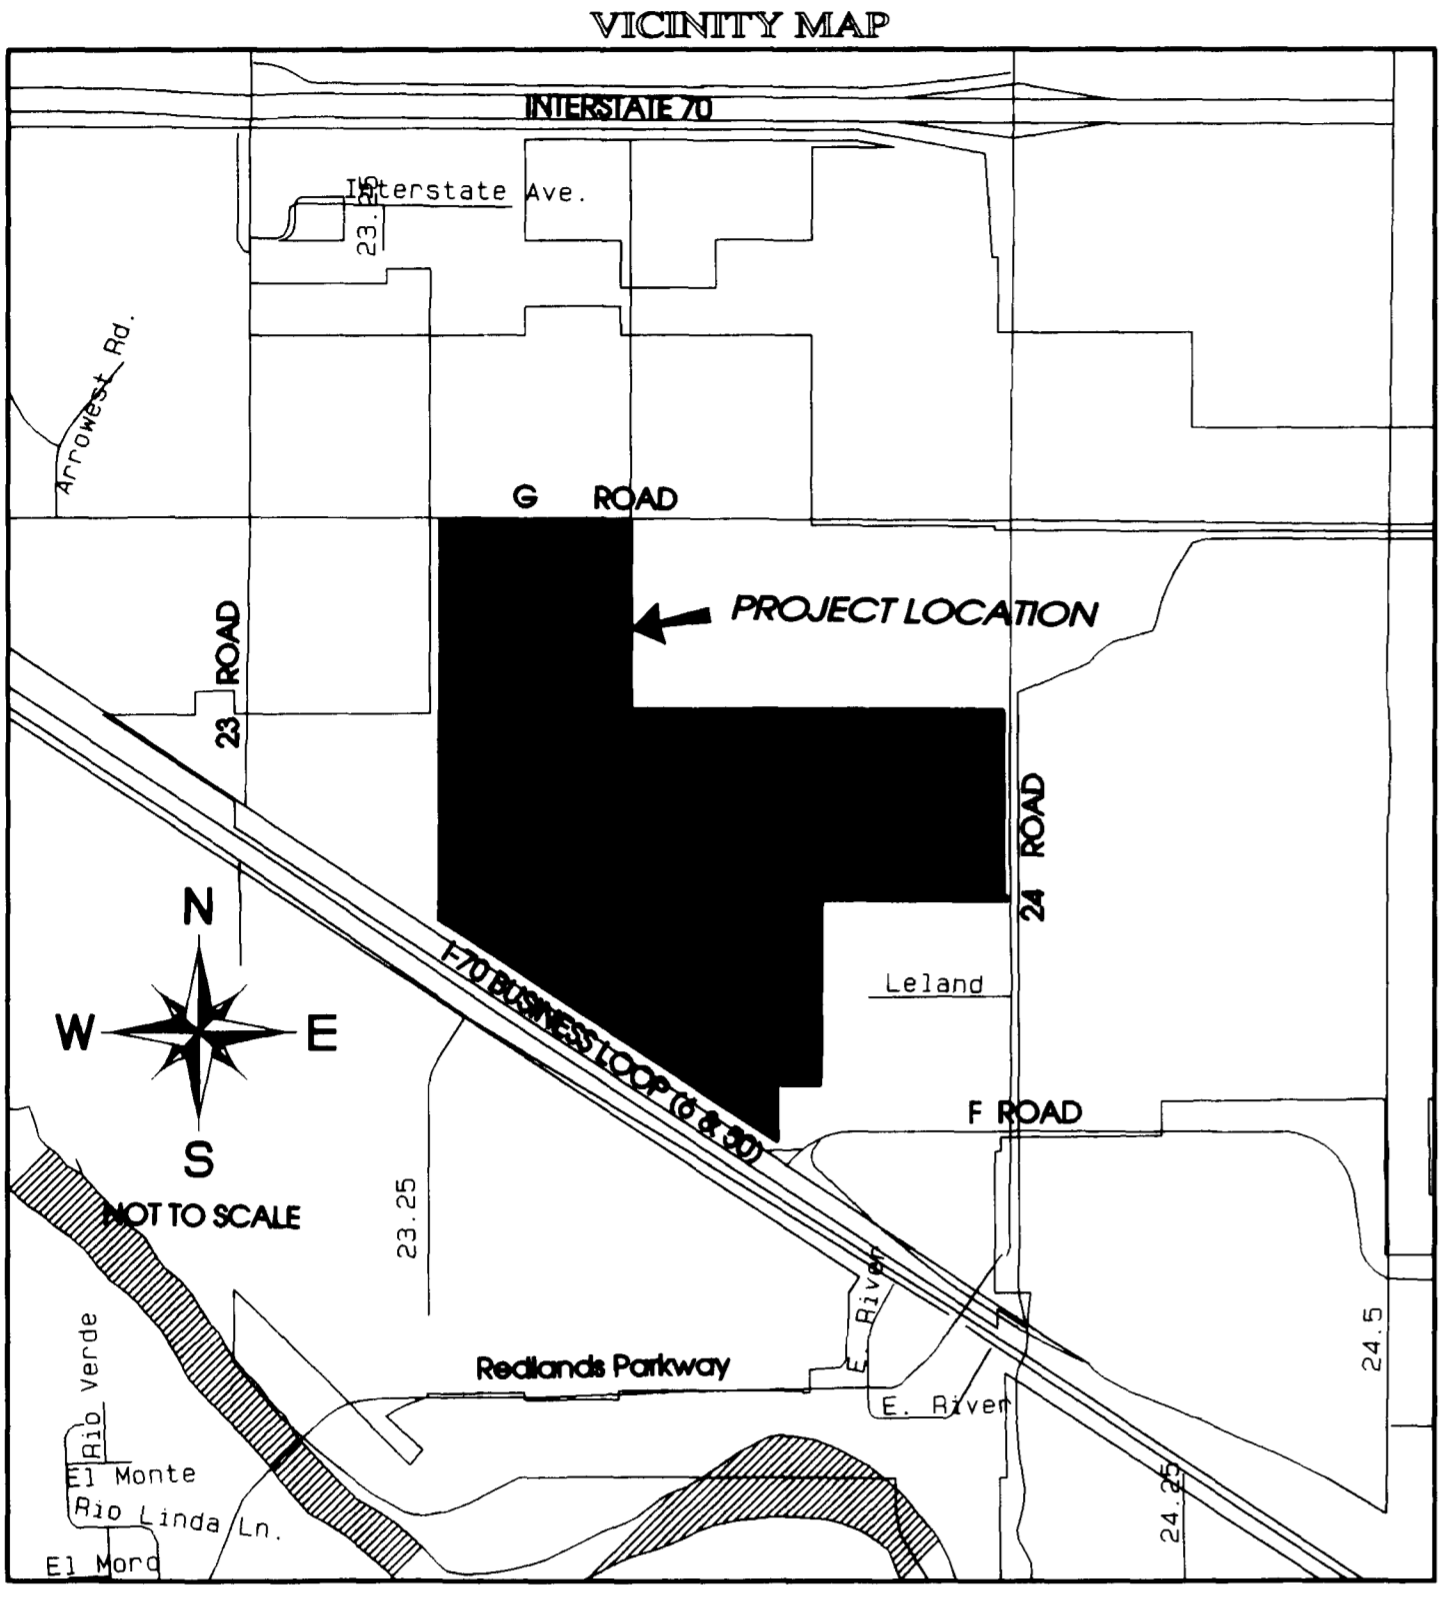 VICINITY MAP
INTERSTATE 70
Interstate Ave.
23.25
Arrowest Rd.
G ROAD
PROJECT LOCATION
23 ROAD
24 ROAD
N
W E
S
NOT TO SCALE
I-70 BUSINESS LOOP (6 & 50)
Leland
F ROAD
23.25
E. River
24.5
Redlands Parkway
E. River
Rio Verde
El Monte
Rio Linda Ln.
El Moro
24.25